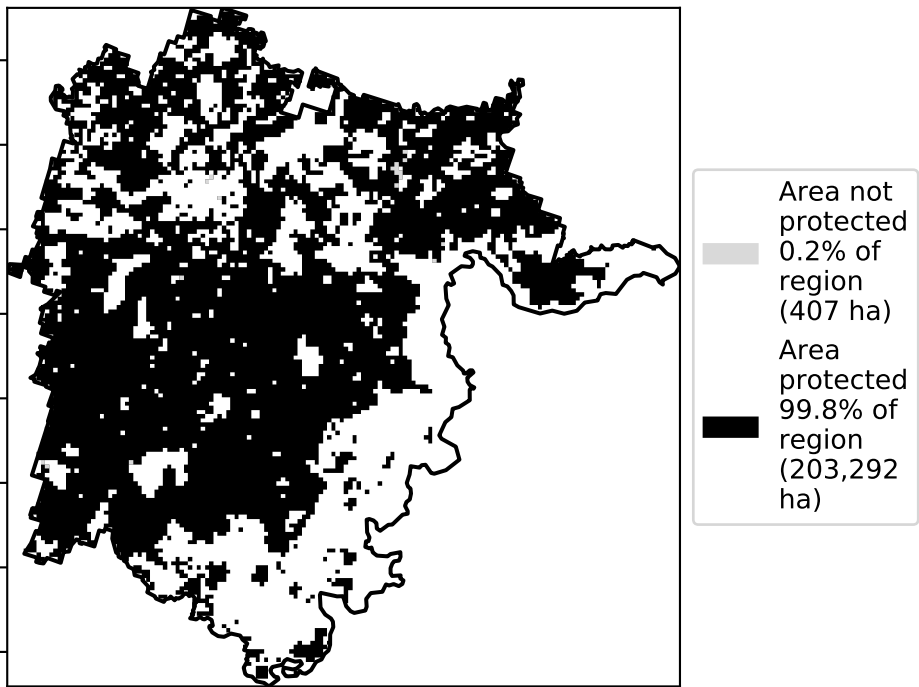 Area not
protected
0.2% of
region
(407 ha)
Area
protected
99.8% of
region
(203,292
ha)